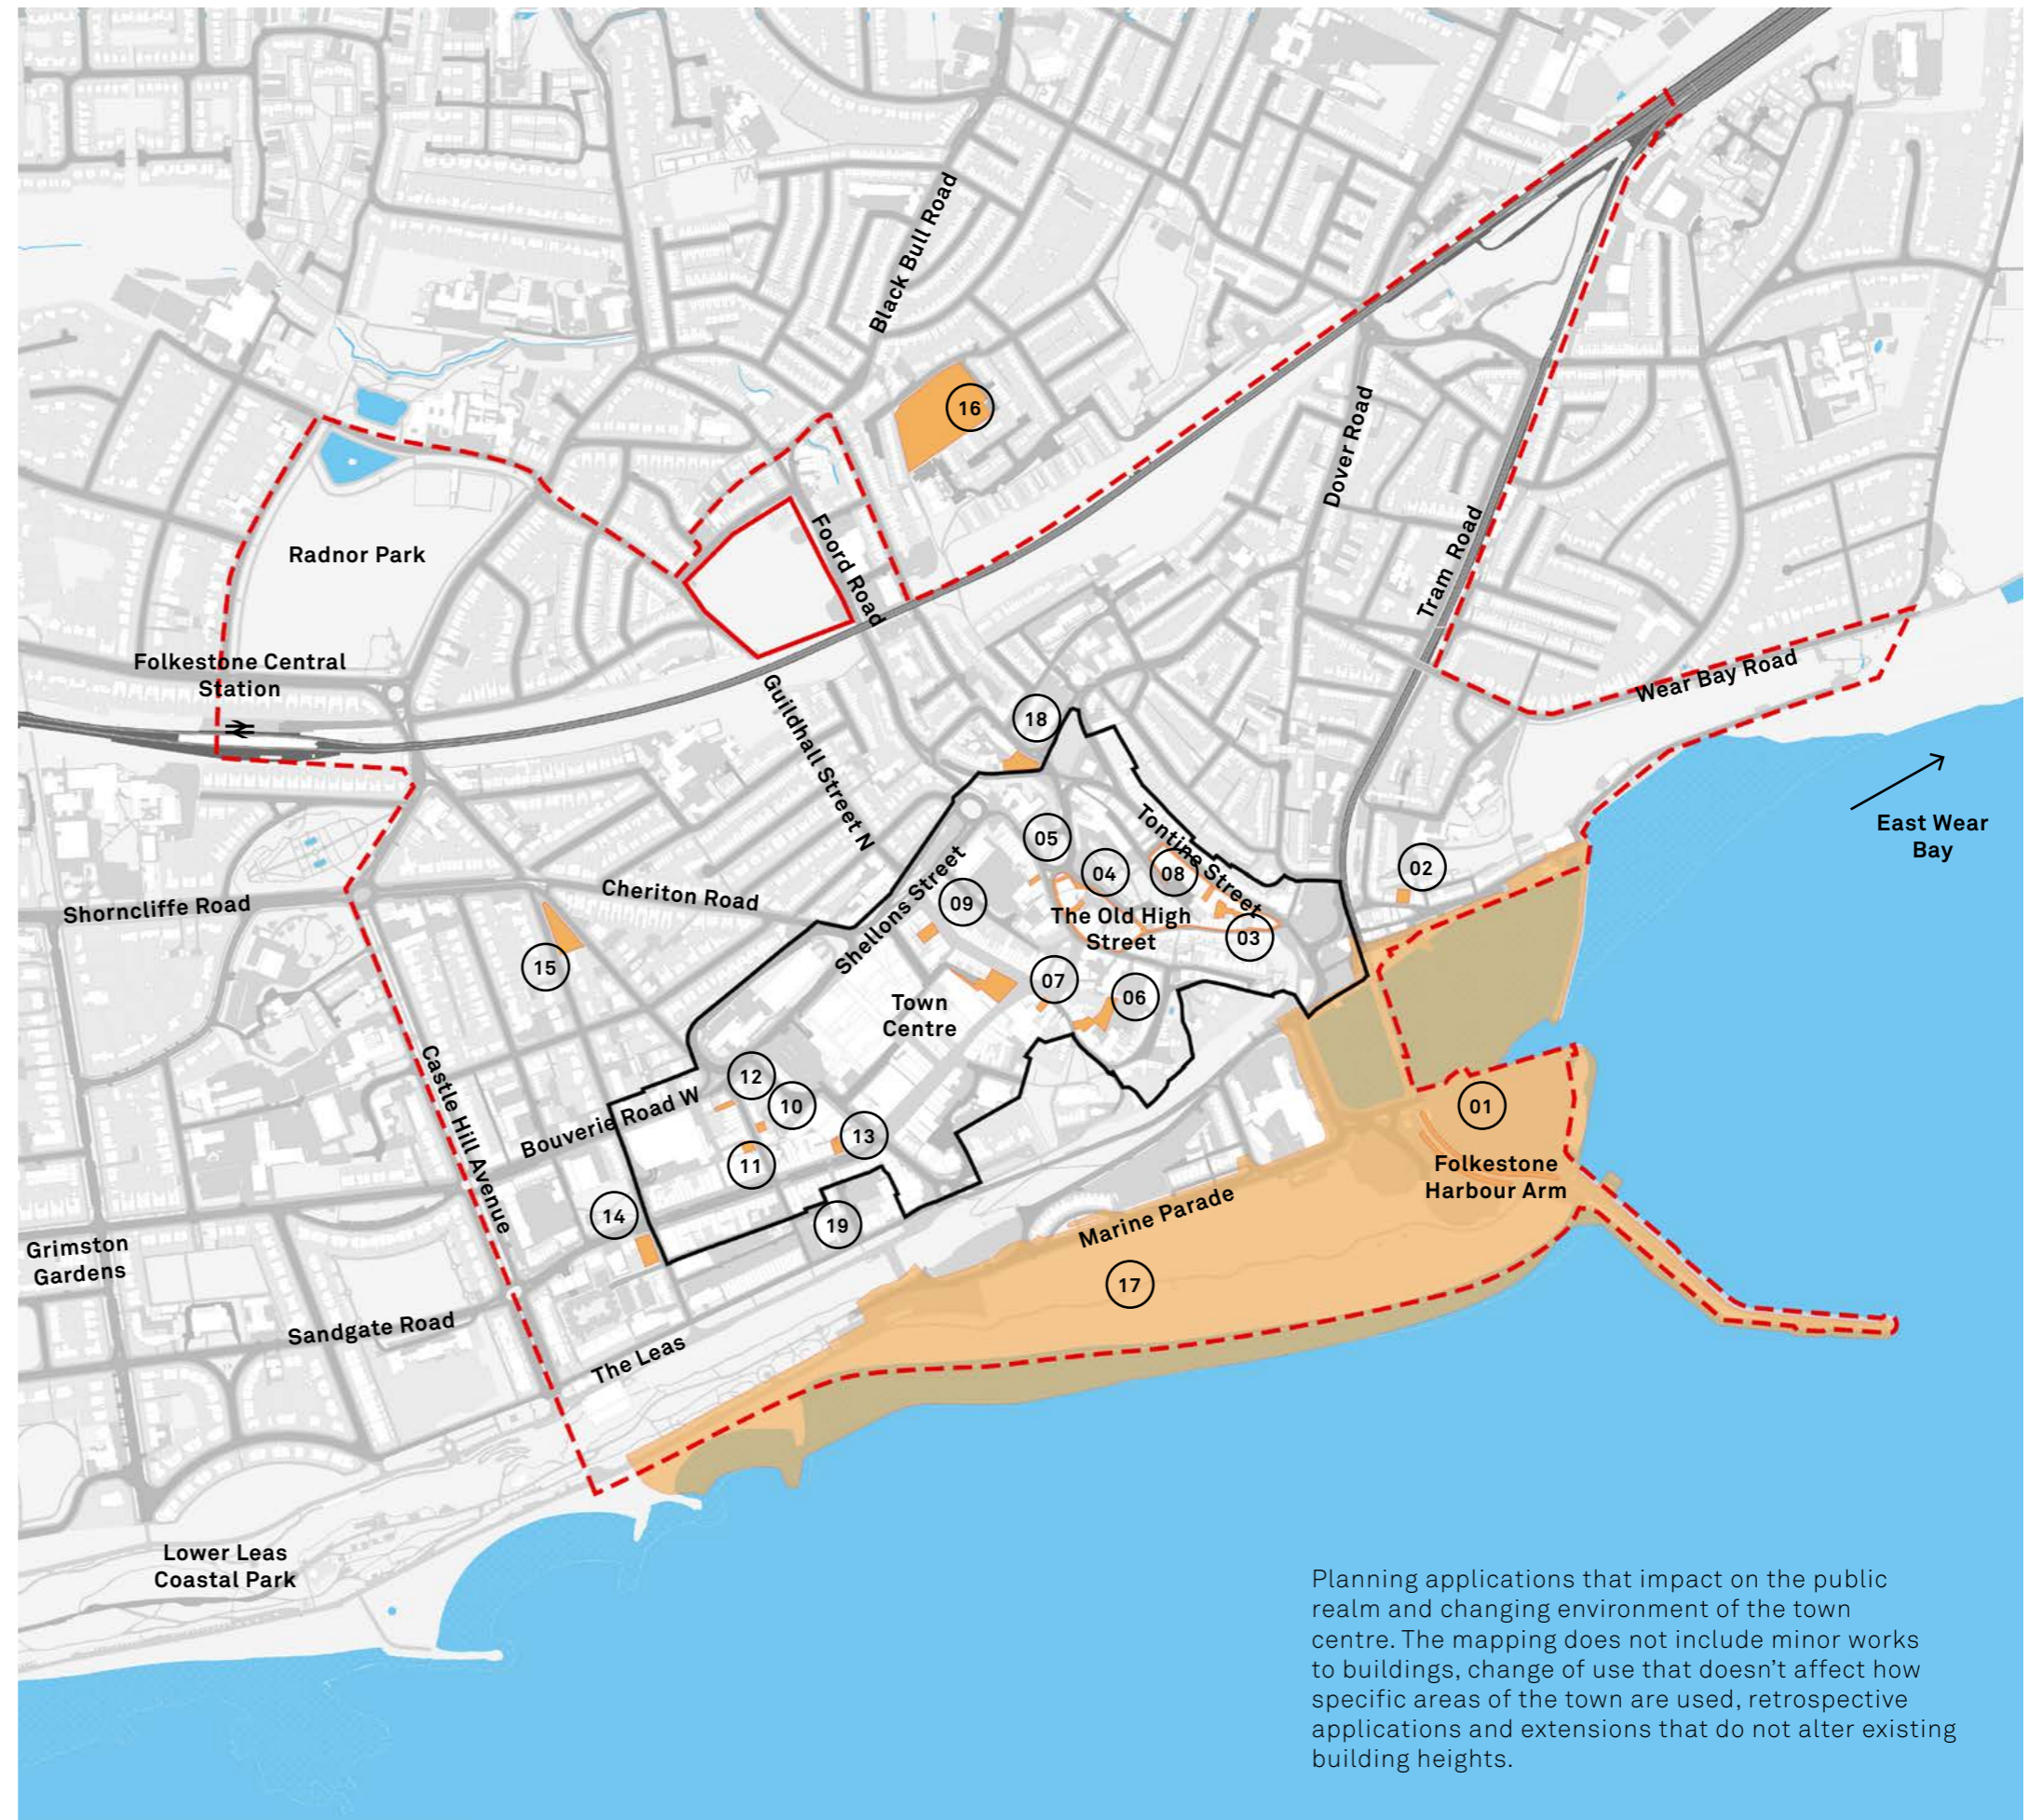 Black Bull Road
16
Dover Road
Radnor Park
Foord Road
Tram Road
Folkestone Central
Station
Wear Bay Road
Guildhall Street N
18
East Wear
Bay
Tontine Street
05
02
04
08
Cheriton Road
Shellons Street
09
Shorncliffe Road
The Old High
Street
03
15
07
06
Town
Centre
12
10
01
Castle Hill Avenue
Bouverie Road W
13
11
Folkestone
Harbour Arm
14
19
Marine Parade
Grimston
Gardens
17
Sandgate Road
The Leas
Lower Leas
Coastal Park
Planning applications that impact on the public
realm and changing environment of the town
centre. The mapping does not include minor works
to buildings, change of use that doesn't affect how
specific areas of the town are used, retrospective
applications and extensions that do not alter existing
building heights.